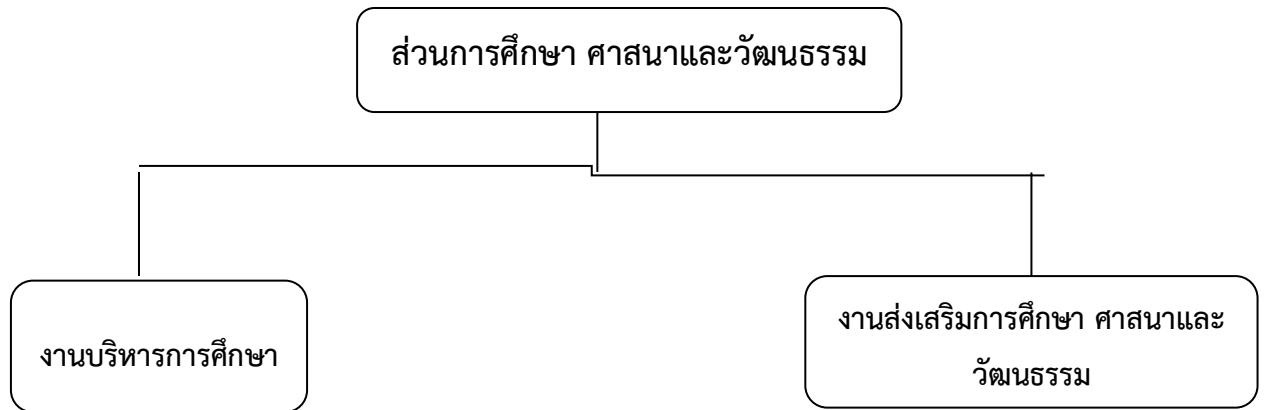 ส่วนการศึกษา ศาสนาและวัฒนธรรม
งานบริหารการศึกษา
งานส่งเสริมการศึกษา ศาสนาและ
วัฒนธรรม